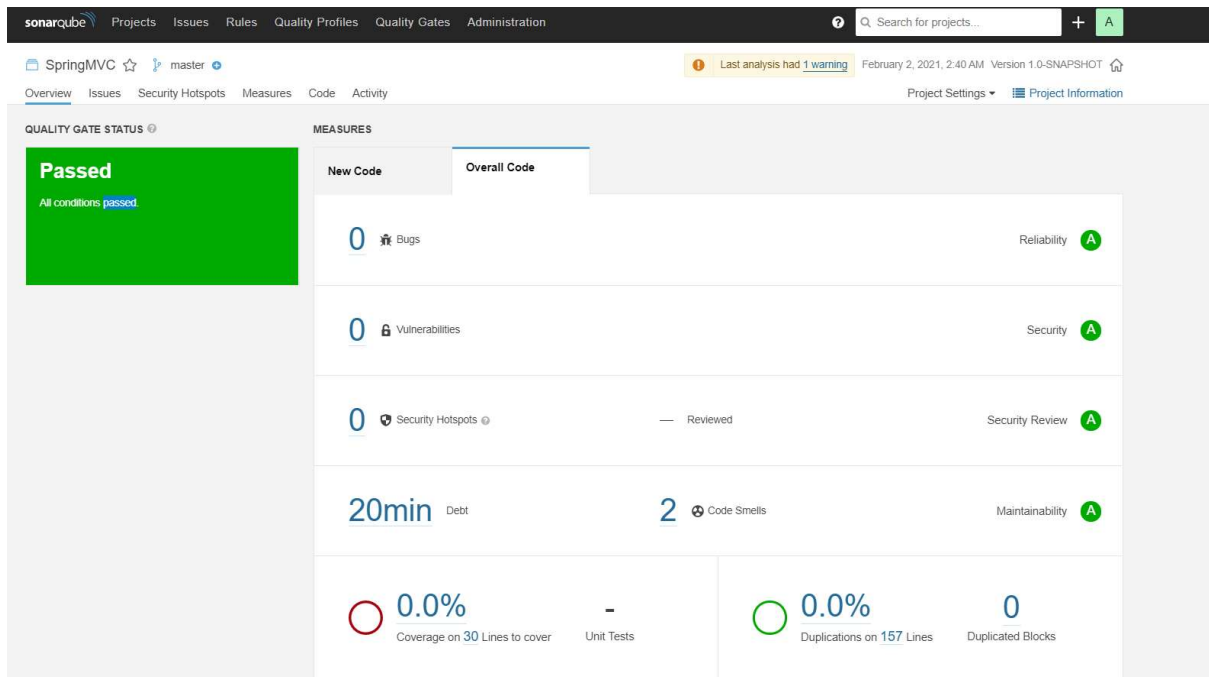 sonarqube Projects Issues Rules Quality Profiles Quality Gates Administration ? Search for projects... + A
SpringMVC master Last analysis had 1 warning February 2, 2021, 2:40 AM Version 1.0-SNAPSHOT
Overview Issues Security Hotspots Measures Code Activity Project Settings Project Information
QUALITY GATE STATUS ?
Passed
All conditions passed.
MEASURES
New Code Overall Code
0 Bugs Reliability A
0 Vulnerabilities Security A
0 Security Hotspots ? — Reviewed Security Review A
20min Debt 2 Code Smells Maintainability A
0.0% - 0.0% 0
Coverage on 30 Lines to cover Unit Tests Duplications on 157 Lines Duplicated Blocks